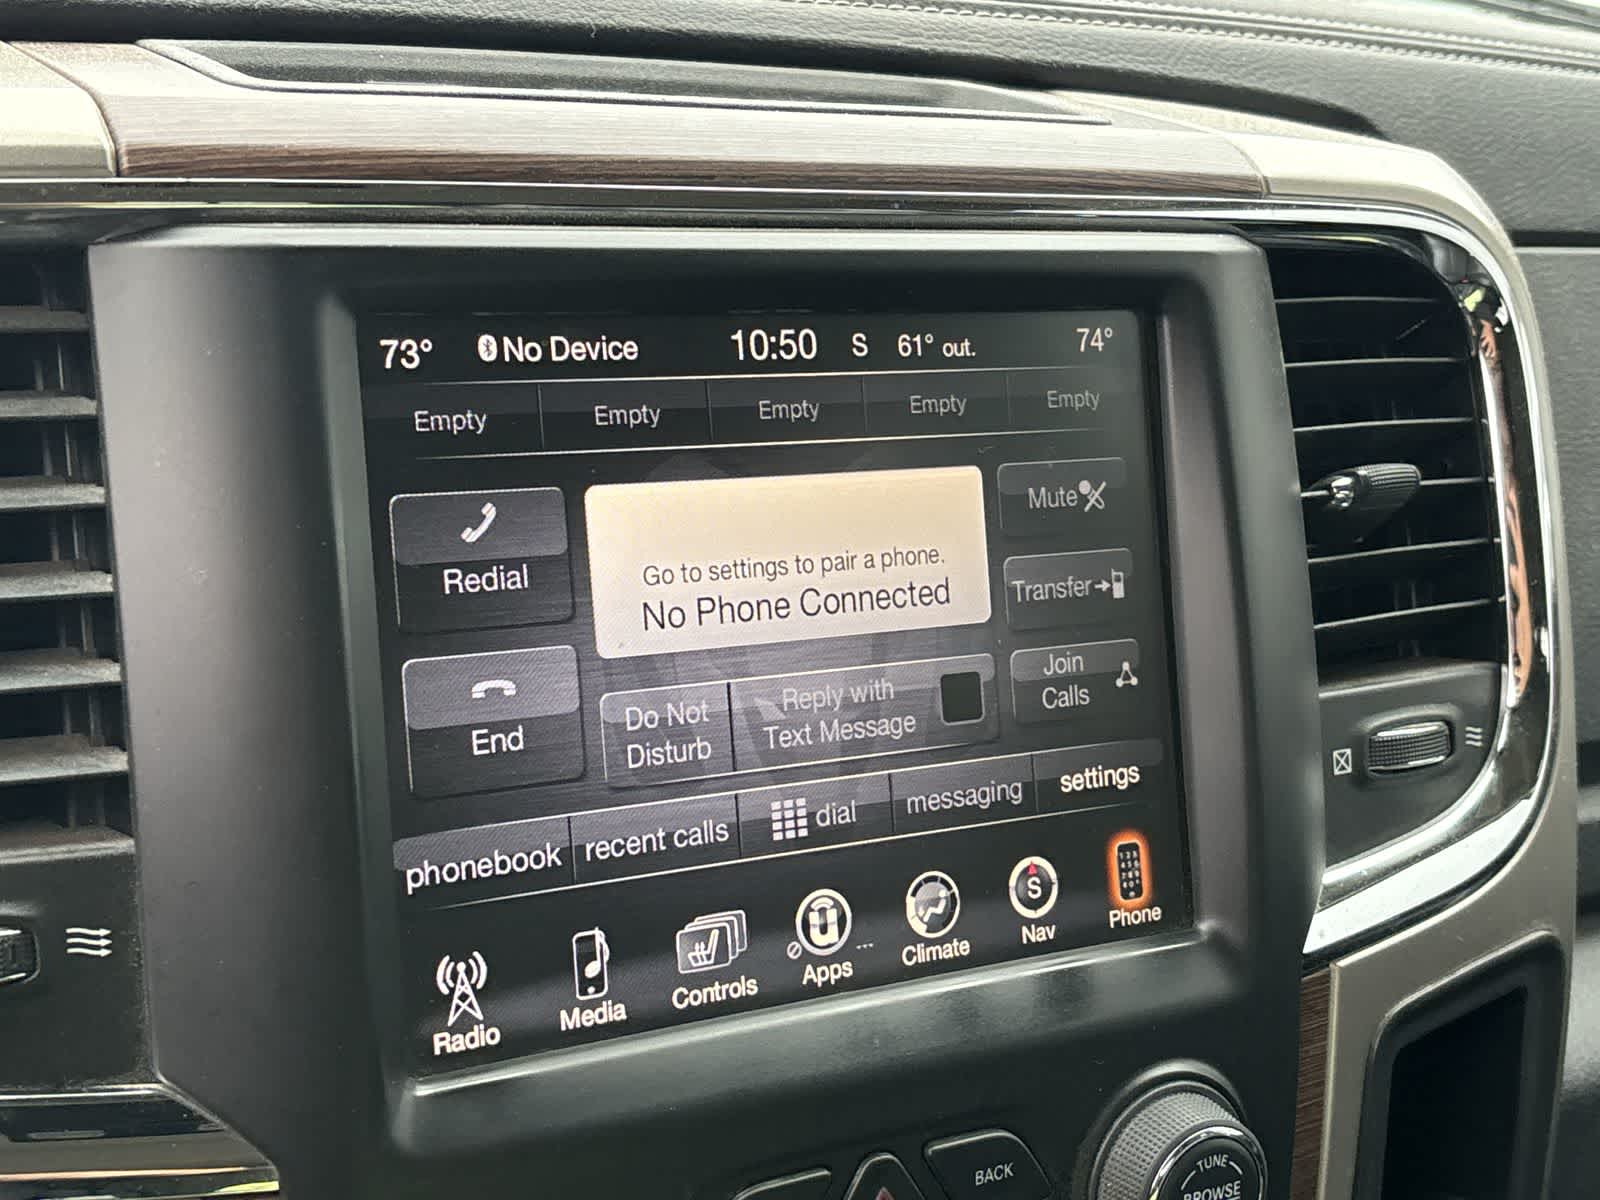 73° No Device 10:50 S 61° out. 74°
Empty Empty Empty Empty Empty
Redial
Go to settings to pair a phone.
No Phone Connected
Mute
Transfer
End
Do Not
Disturb
Reply with
Text Message
Join
Calls
phonebook recent calls dial messaging settings
Radio Media Controls Apps Climate Nav Phone
S
BACK
TUNE
BROWSE